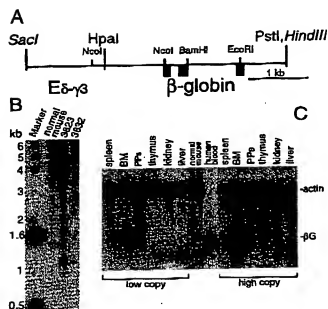 A
SacI
NcoI
HpaI
NcoI
BamHI
EcoRI
PstI, HindIII
1 kb
Eδ-γ3
β-globin
B
kb
Marker
normal mouse
9623
9632
6
5
4
3
2
1.6
1
0.5
C
spleen
BM
PPs
thymus
kidney
liver
normal mouse
human blood
spleen
BM
PPs
thymus
kidney
liver
-actin
-βG
low copy
high copy